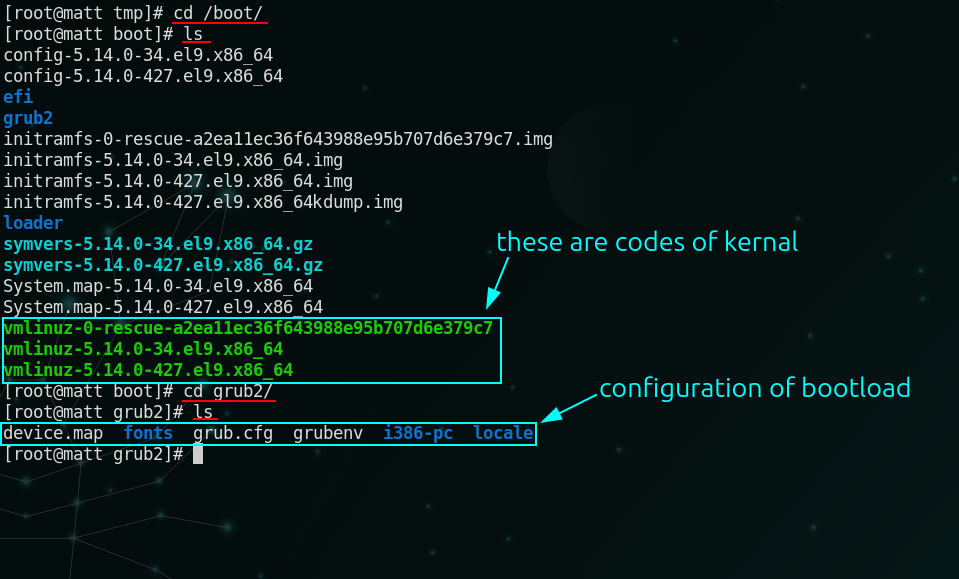 [root@matt tmp]# cd /boot/
[root@matt boot]# ls
config-5.14.0-34.el9.x86_64
config-5.14.0-427.el9.x86_64
efi
grub2
initramfs-0-rescue-a2ea11ec36f643988e95b707d6e379c7.img
initramfs-5.14.0-34.el9.x86_64.img
initramfs-5.14.0-427.el9.x86_64.img
initramfs-5.14.0-427.el9.x86_64kdump.img
loader
symvers-5.14.0-34.el9.x86_64.gz
these are codes of kernal
symvers-5.14.0-427.el9.x86_64.gz
System.map-5.14.0-34.el9.x86_64
System.map-5.14.0-427.el9.x86_64
vmlinuz-0-rescue-a2ea11ec36f643988e95b707d6e379c7
vmlinuz-5.14.0-34.el9.x86_64
vmlinuz-5.14.0-427.el9.x86_64
[root@matt boot]# cd grub2/
configuration of bootload
[root@matt grub2]# ls
device.map  fonts  grub.cfg  grubenv  i386-pc  locale
[root@matt grub2]#